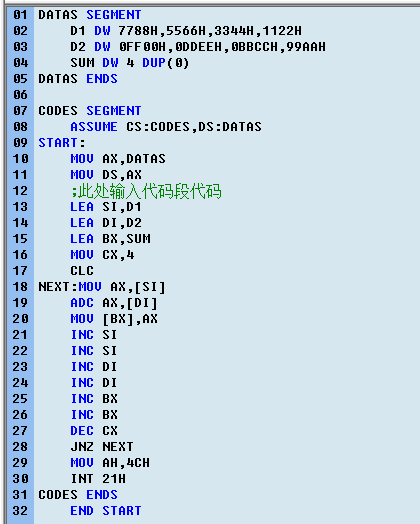 01 DATAS SEGMENT
02     D1 DW 7788H,5566H,3344H,1122H
03     D2 DW 0FF00H,0DDEEH,0BBCCH,99AAH
04     SUM DW 4 DUP(0)
05 DATAS ENDS
06
07 CODES SEGMENT
08     ASSUME CS:CODES,DS:DATAS
09 START:
10     MOV AX,DATAS
11     MOV DS,AX
12     ;此处输入代码段代码
13     LEA SI,D1
14     LEA DI,D2
15     LEA BX,SUM
16     MOV CX,4
17     CLC
18 NEXT:MOV AX,[SI]
19     ADC AX,[DI]
20     MOV [BX],AX
21     INC SI
22     INC SI
23     INC DI
24     INC DI
25     INC BX
26     INC BX
27     DEC CX
28     JNZ NEXT
29     MOV AH,4CH
30     INT 21H
31 CODES ENDS
32     END START